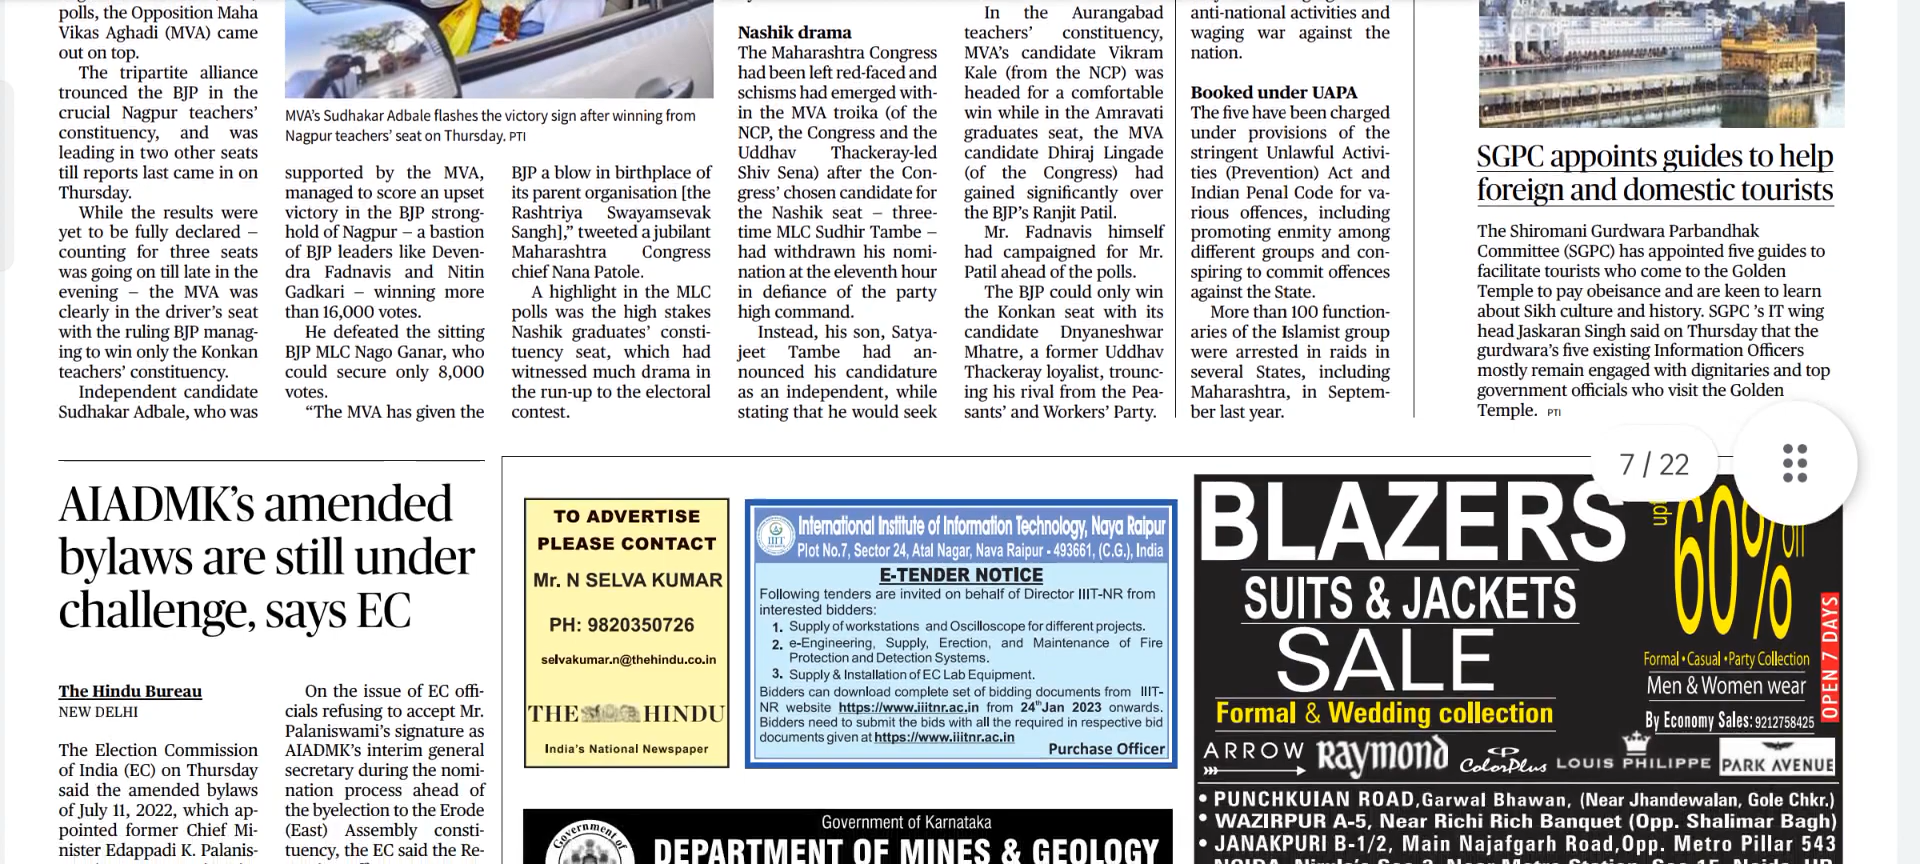 polls, the Opposition Maha
Vikas Aghadi (MVA) came
out on top.
The tripartite alliance
trounced the BJP in the
crucial Nagpur teachers’
constituency, and was
leading in two other seats
till reports last came in on
Thursday.
While the results were
yet to be fully declared –
counting for three seats
was going on till late in the
evening – the MVA was
clearly in the driver’s seat
with the ruling BJP manag-
ing to win only the Konkan
teachers’ constituency.
Independent candidate
Sudhakar Adbale, who was
MVA’s Sudhakar Adbale flashes the victory sign after winning from
Nagpur teachers’ seat on Thursday. PTI
supported by the MVA,
managed to score an upset
victory in the BJP strong-
hold of Nagpur – a bastion
of BJP leaders like Deven-
dra Fadnavis and Nitin
Gadkari – winning more
than 16,000 votes.
He defeated the sitting
BJP MLC Nago Ganar, who
could secure only 8,000
votes.
“The MVA has given the
BJP a blow in birthplace of
its parent organisation [the
Rashtriya Swayamsevak
Sangh],” tweeted a jubilant
Maharashtra Congress
chief Nana Patole.
A highlight in the MLC
polls was the high stakes
Nashik graduates’ consti-
tuency seat, which had
witnessed much drama in
the run-up to the electoral
contest.
Nashik drama
The Maharashtra Congress
had been left red-faced and
schisms had emerged with-
in the MVA troika (of the
NCP, the Congress and the
Uddhav Thackeray-led
Shiv Sena) after the Con-
gress’ chosen candidate for
the Nashik seat – three-
time MLC Sudhir Tambe –
had withdrawn his nomi-
nation at the eleventh hour
in defiance of the party
high command.
Instead, his son, Satya-
jeet Tambe had an-
nounced his candidature
as an independent, while
stating that he would seek
In the Aurangabad
teachers’ constituency,
MVA’s candidate Vikram
Kale (from the NCP) was
headed for a comfortable
win while in the Amravati
graduates seat, the MVA
candidate Dhiraj Lingade
(of the Congress) had
gained significantly over
the BJP’s Ranjit Patil.
Mr. Fadnavis himself
had campaigned for Mr.
Patil ahead of the polls.
The BJP could only win
the Konkan seat with its
candidate Dnyaneshwar
Mhatre, a former Uddhav
Thackeray loyalist, trounc-
ing his rival from the Pea-
sants’ and Workers’ Party.
anti-national activities and
waging war against the
nation.
Booked under UAPA
The five have been charged
under provisions of the
stringent Unlawful Activi-
ties (Prevention) Act and
Indian Penal Code for va-
rious offences, including
promoting enmity among
different groups and con-
spiring to commit offences
against the State.
More than 100 function-
aries of the Islamist group
were arrested in raids in
several States, including
Maharashtra, in Septem-
ber last year.
SGPC appoints guides to help
foreign and domestic tourists
The Shiromani Gurdwara Parbandhak
Committee (SGPC) has appointed five guides to
facilitate tourists who come to the Golden
Temple to pay obeisance and are keen to learn
about Sikh culture and history. SGPC ’s IT wing
head Jaskaran Singh said on Thursday that the
gurdwara’s five existing Information Officers
mostly remain engaged with dignitaries and top
government officials who visit the Golden
Temple. PTI
7 / 22
AIADMK’s amended
bylaws are still under
challenge, says EC
The Hindu Bureau
NEW DELHI
The Election Commission
of India (EC) on Thursday
said the amended bylaws
of July 11, 2022, which ap-
pointed former Chief Mi-
nister Edappadi K. Palanis-
On the issue of EC offi-
cials refusing to accept Mr.
Palaniswami’s signature as
AIADMK’s interim general
secretary during the nomi-
nation process ahead of
the byelection to the Erode
(East) Assembly consti-
tuency, the EC said the Re-
TO ADVERTISE
PLEASE CONTACT
Mr. N SELVA KUMAR
PH: 9820350726
selvakumar.n@thehindu.co.in
THE HINDU
India's National Newspaper
IIIT
International Institute of Information Technology, Naya Raipur
Plot No.7, Sector 24, Atal Nagar, Nava Raipur - 493661, (C.G.), India
E-TENDER NOTICE
Following tenders are invited on behalf of Director IIIT-NR from
interested bidders:
1. Supply of workstations and Oscilloscope for different projects.
2. e-Engineering, Supply, Erection, and Maintenance of Fire
Protection and Detection Systems.
3. Supply & Installation of EC Lab Equipment.
Bidders can download complete set of bidding documents from IIIT-
NR website https://www.iiitnr.ac.in from 24th Jan 2023 onwards.
Bidders need to submit the bids with all the required in respective bid
documents given at https://www.iiitnr.ac.in
Purchase Officer
Government of Karnataka
Government of
DEPARTMENT OF MINES & GEOLOGY
BLAZERS
SUITS & JACKETS
SALE
Formal & Wedding collection
60% off
Formal •Casual •Party Collection
Men & Women wear
By Economy Sales: 9212758425
OPEN 7 DAYS
ARROW Raymond CP ColorPlus LOUIS PHILIPPE PARK AVENUE
• PUNCHKUIAN ROAD,Garwal Bhawan, (Near Jhandewalan, Gole Chkr.)
• WAZIRPUR A-5, Near Richi Rich Banquet (Opp. Shalimar Bagh)
• JANAKPURI B-1/2, Main Najafgarh Road,Opp. Metro Pillar 543